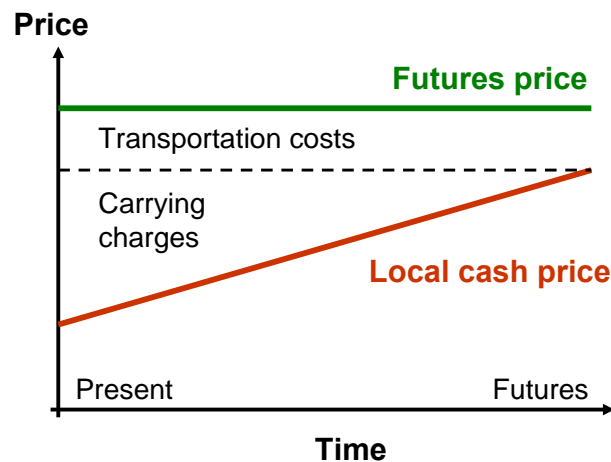 Price
Futures price
Transportation costs
Carrying
charges
Local cash price
Present
Futures
Time